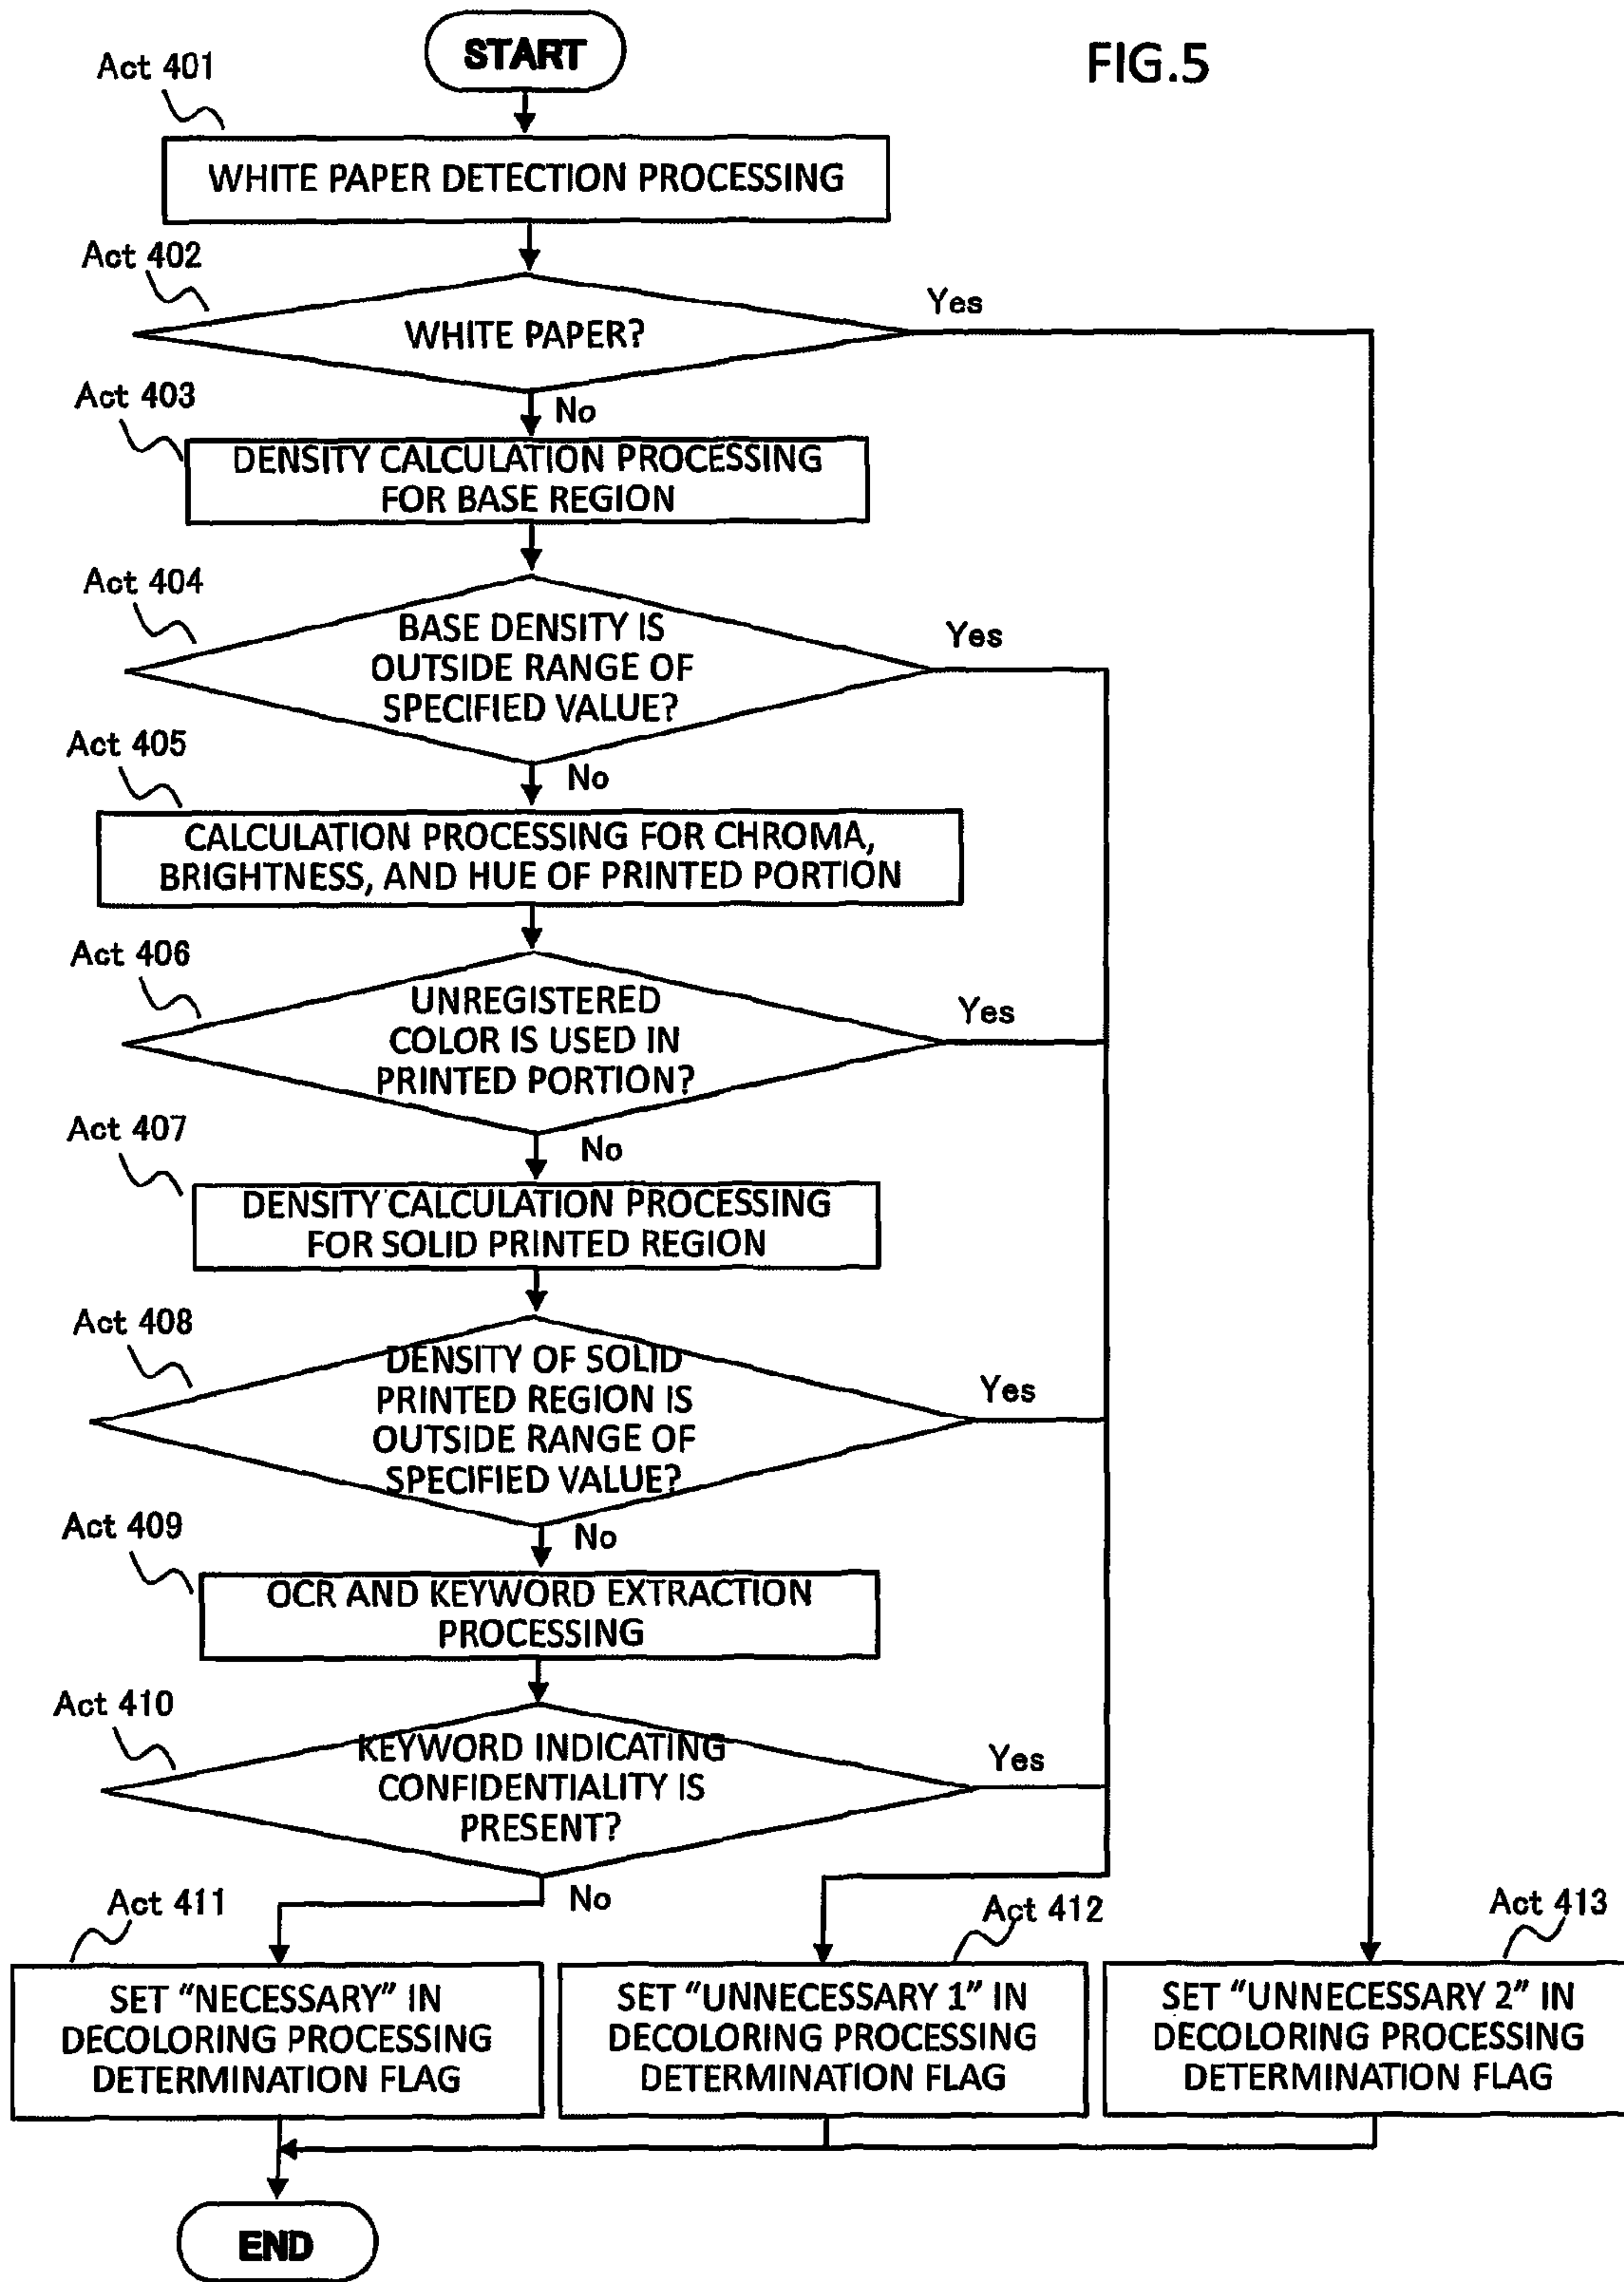 START
FIG.5
Act 401
WHITE PAPER DETECTION PROCESSING
Act 402
WHITE PAPER?
Yes
No
Act 403
DENSITY CALCULATION PROCESSING
FOR BASE REGION
Act 404
BASE DENSITY IS
OUTSIDE RANGE OF
SPECIFIED VALUE?
Yes
No
Act 405
CALCULATION PROCESSING FOR CHROMA,
BRIGHTNESS, AND HUE OF PRINTED PORTION
Act 406
UNREGISTERED
COLOR IS USED IN
PRINTED PORTION?
Yes
No
Act 407
DENSITY CALCULATION PROCESSING
FOR SOLID PRINTED REGION
Act 408
DENSITY OF SOLID
PRINTED REGION IS
OUTSIDE RANGE OF
SPECIFIED VALUE?
Yes
No
Act 409
OCR AND KEYWORD EXTRACTION
PROCESSING
Act 410
KEYWORD INDICATING
CONFIDENTIALITY IS
PRESENT?
Yes
No
Act 411
SET “NECESSARY” IN
DECOLORING PROCESSING
DETERMINATION FLAG
Act 412
SET “UNNECESSARY 1” IN
DECOLORING PROCESSING
DETERMINATION FLAG
Act 413
SET “UNNECESSARY 2” IN
DECOLORING PROCESSING
DETERMINATION FLAG
END